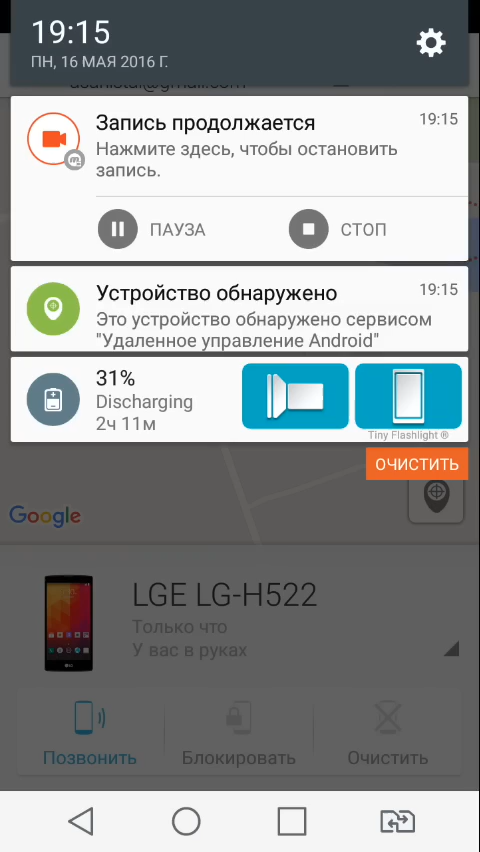 19:15
ПН, 16 МАЯ 2016 Г.
Запись продолжается
19:15
Нажмите здесь, чтобы остановить
запись.
ПАУЗА
СТОП
Устройство обнаружено
19:15
Это устройство обнаружено сервисом
"Удаленное управление Android"
31%
Discharging
2ч 11м
Tiny Flashlight ®
ОЧИСТИТЬ
Google
LGE LG-H522
Только что
У вас в руках
Позвонить
Блокировать
Очистить